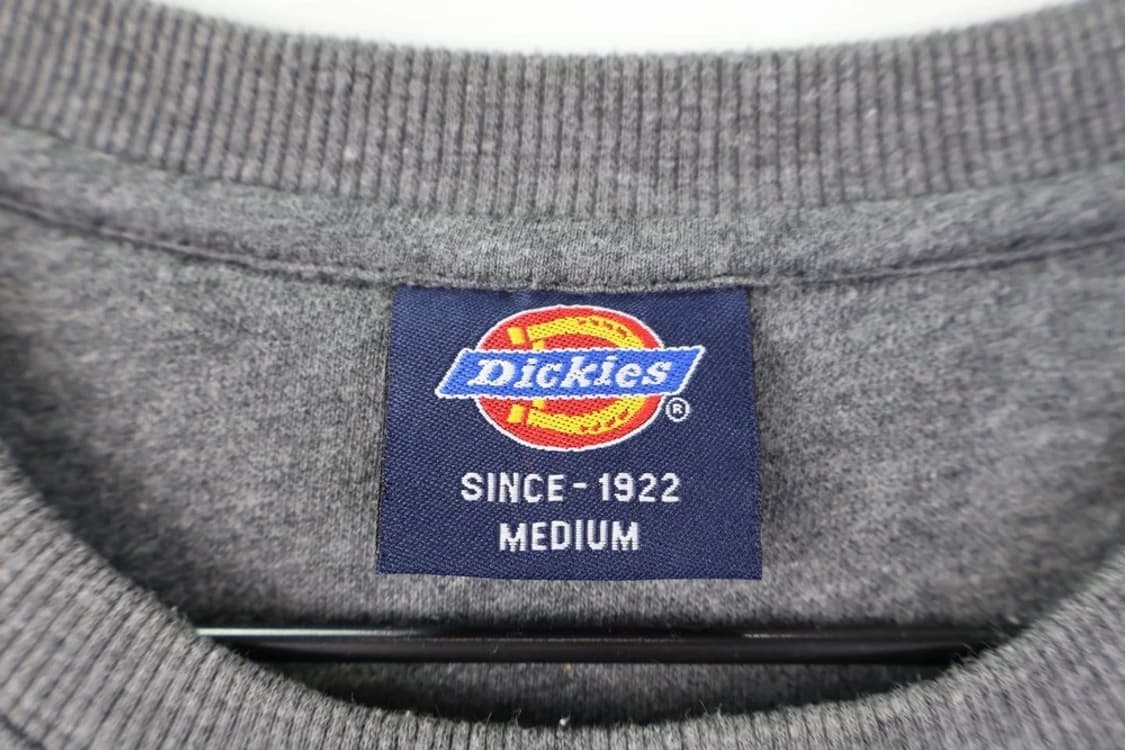 Dickies
®
SINCE - 1922
MEDIUM